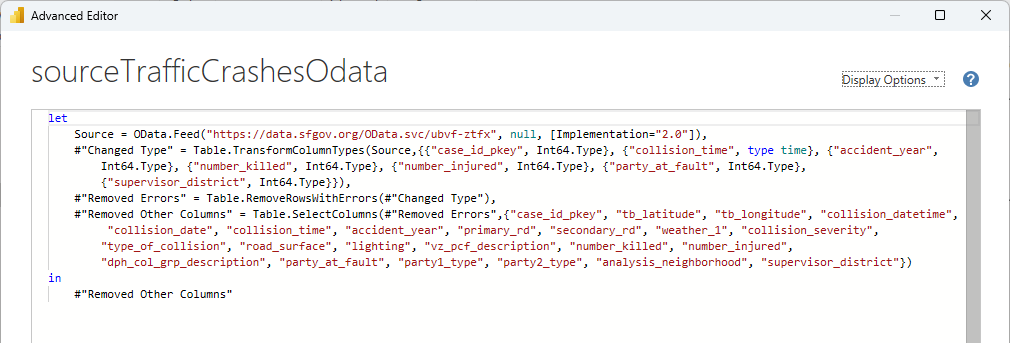 Advanced Editor
sourceTrafficCrashesOdata
Display Options
?
let
Source = OData.Feed("https://data.sfgov.org/OData.svc/ubvf-ztfx", null, [Implementation="2.0"]),
#"Changed Type" = Table.TransformColumnTypes(Source,{{"case_id_pkey", Int64.Type}, {"collision_time", type time}, {"accident_year",
Int64.Type}, {"number_killed", Int64.Type}, {"number_injured", Int64.Type}, {"party_at_fault", Int64.Type},
{"supervisor_district", Int64.Type}}),
#"Removed Errors" = Table.RemoveRowsWithErrors(#"Changed Type"),
#"Removed Other Columns" = Table.SelectColumns(#"Removed Errors",{"case_id_pkey", "tb_latitude", "tb_longitude", "collision_datetime",
"collision_date", "collision_time", "accident_year", "primary_rd", "secondary_rd", "weather_1", "collision_severity",
"type_of_collision", "road_surface", "lighting", "vz_pcf_description", "number_killed", "number_injured",
"dph_col_grp_description", "party_at_fault", "party1_type", "party2_type", "analysis_neighborhood", "supervisor_district"})
in
#"Removed Other Columns"